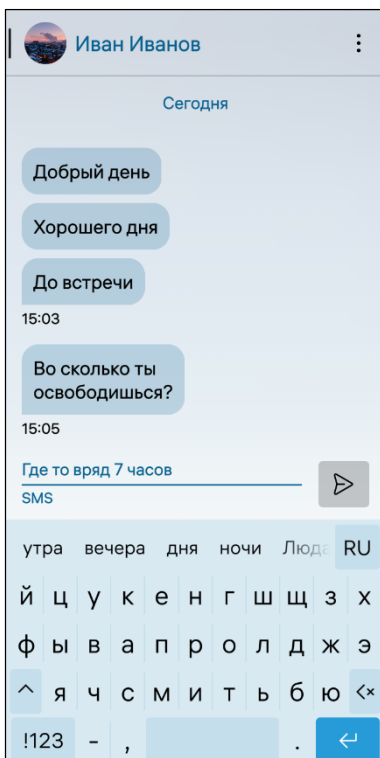 Иван Иванов
Сегодня
Добрый день
Хорошего дня
До встречи
15:03
Во сколько ты
освободишься?
15:05
Где то вряд 7 часов
SMS
утра вечера дня ночи Люда RU
й ц у к е н г ш щ з х
ф ы в а п р о л д ж э
я ч с м и т ь б ю
!123 - , .